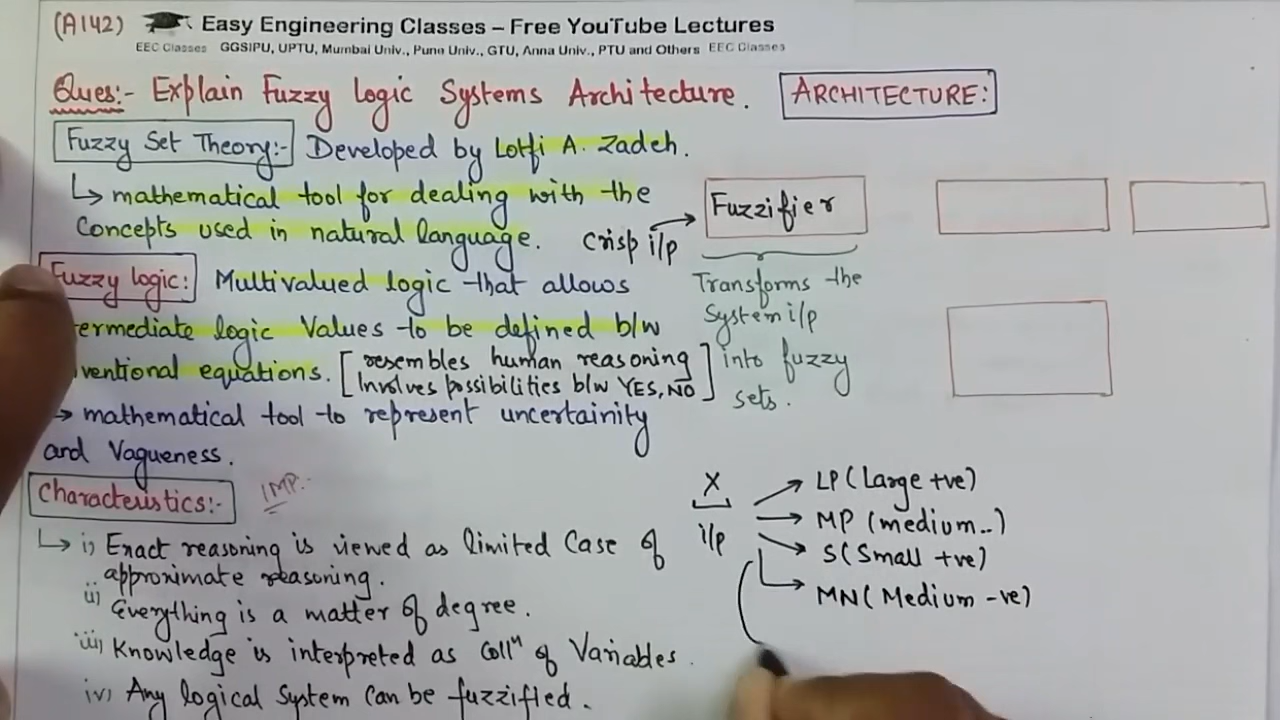 (A142) Easy Engineering Classes – Free YouTube Lectures
EEC Classes GGSIPU, UPTU, Mumbai Univ., Pune Univ., GTU, Anna Univ., PTU and Others EEC Classes
Ques:- Explain Fuzzy Logic Systems Architecture.
Fuzzy Set Theory:- Developed by Lotfi A. Zadeh.
↳ mathematical tool for dealing with the
Concepts used in natural language.
Fuzzy logic: Multivalued logic that allows
ermediate logic Values to be defined b/w
ventional equations. [resembles human reasoning
Involves possibilities b/w YES, NO]
→ mathematical tool to represent uncertainity
and Vagueness.
Characteristics:- IMP.
↳ i) Exact reasoning is viewed as limited Case of
approximate reasoning.
ii) Everything is a matter of degree.
iii) Knowledge is interpreted as Collⁿ of Variables.
iv) Any logical System Can be fuzzified.
ARCHITECTURE:
Crisp i/p → Fuzzifier
Transforms the
System i/p
into fuzzy
sets.
X
i/p
→ LP (Large +ve)
→ MP (medium..)
→ S (Small +ve)
→ MN (Medium -ve)